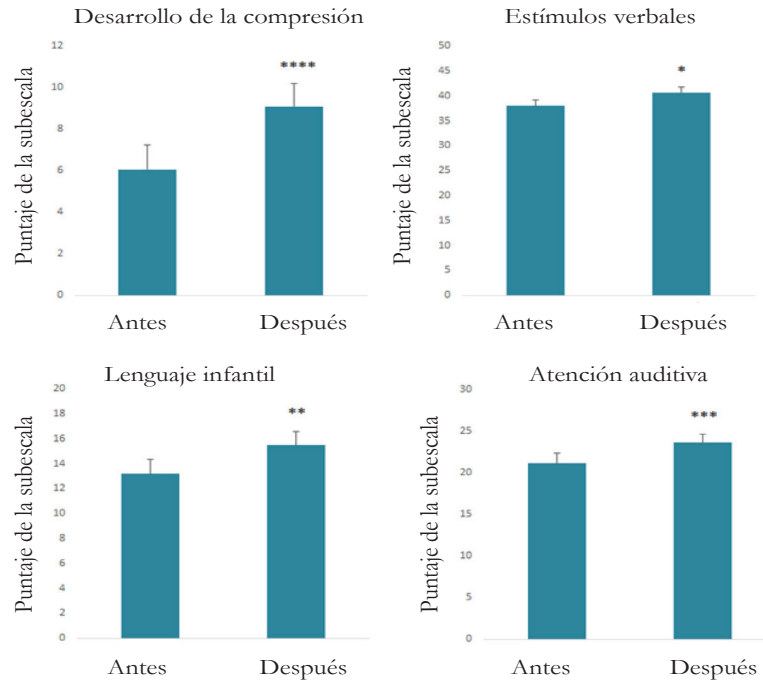 Desarrollo de la compresión
Puntaje de la subescala
12
10
8
6
4
2
0
****
Antes
Después
Estímulos verbales
Puntaje de la subescala
50
45
40
35
30
25
20
15
10
5
0
*
Antes
Después
Lenguaje infantil
Puntaje de la subescala
20
18
16
14
12
10
8
6
4
2
0
**
Antes
Después
Atención auditiva
Puntaje de la subescala
30
25
20
15
10
5
0
***
Antes
Después